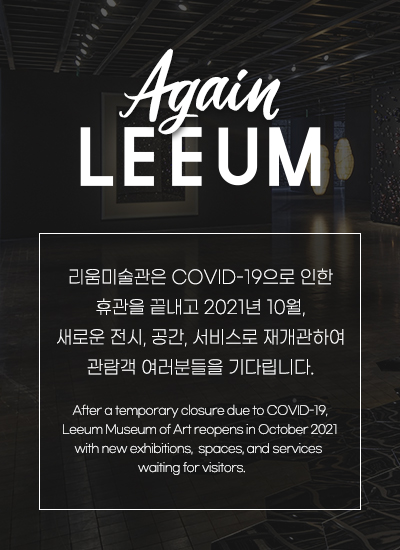 Again
LEEUM
리움미술관은 COVID-19으로 인한
휴관을 끝내고 2021년 10월,
새로운 전시, 공간, 서비스로 재개관하여
관람객 여러분들을 기다립니다.
After a temporary closure due to COVID-19,
Leeum Museum of Art reopens in October 2021
with new exhibitions, spaces, and services
waiting for visitors.